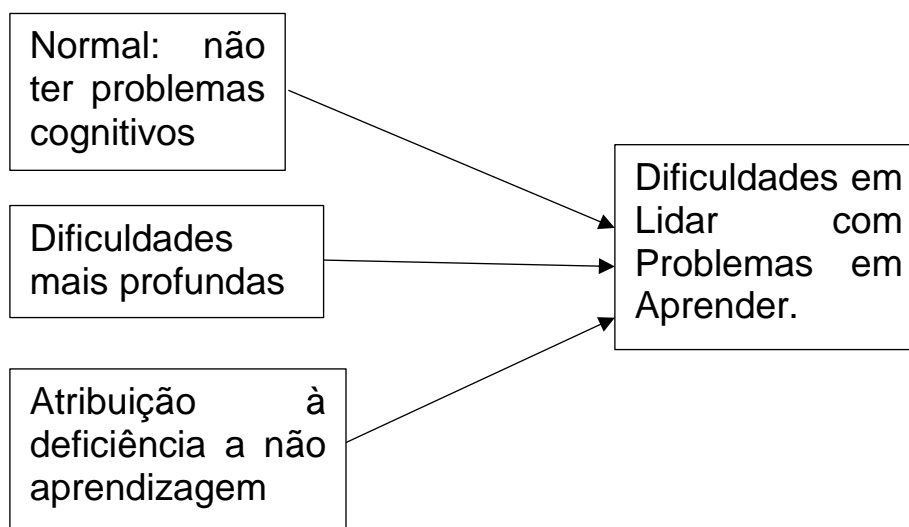 Normal: não
ter problemas
cognitivos
Dificuldades
mais profundas
Atribuição à
deficiência a não
aprendizagem
Dificuldades em
Lidar com
Problemas em
Aprender.